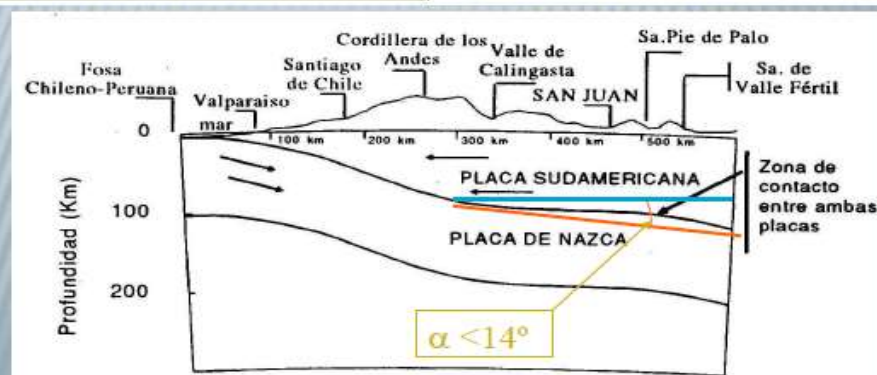 Fosa
Chileno-Peruana
Valparaiso
mar
Santiago
de Chile
Cordillera de los
Andes
Valle de
Calingasta
SAN JUAN
Sa.Pie de Palo
Sa. de
Valle Fértil
0
100 km
200 km
300 km
400 km
500 km
PLACA SUDAMERICANA
Zona de
contacto
entre ambas
placas
100
PLACA DE NAZCA
200
Profundidad (Km)
α <14º